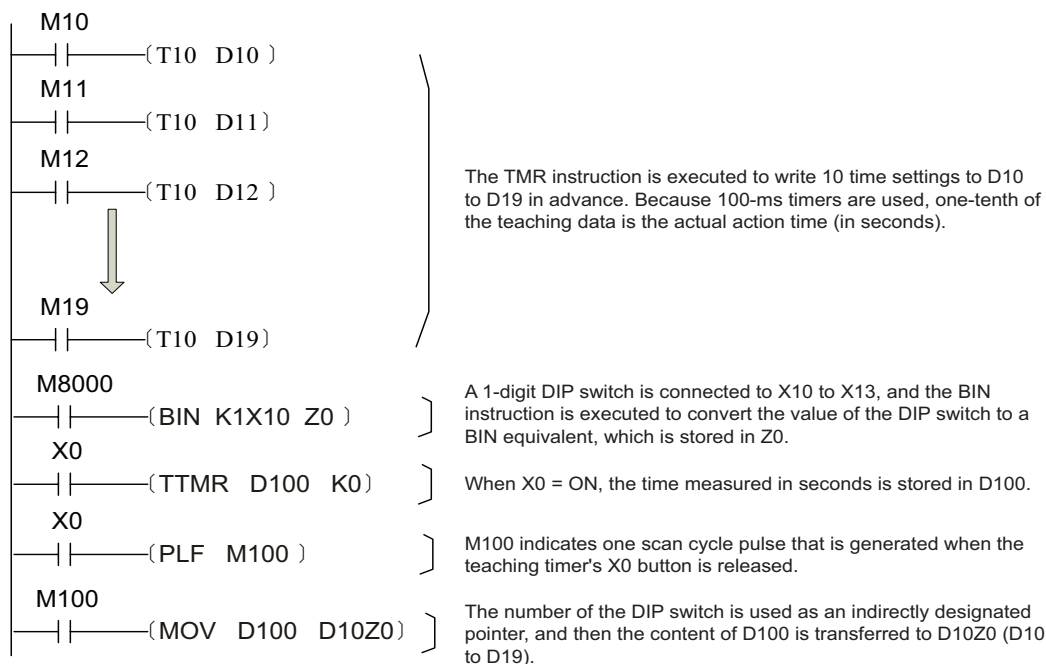 M10
(T10 D10)
M11
(T10 D11)
M12
(T10 D12)
The TMR instruction is executed to write 10 time settings to D10
to D19 in advance. Because 100-ms timers are used, one-tenth of
the teaching data is the actual action time (in seconds).
M19
(T10 D19)
M8000
(BIN K1X10 Z0)
A 1-digit DIP switch is connected to X10 to X13, and the BIN
instruction is executed to convert the value of the DIP switch to a
BIN equivalent, which is stored in Z0.
X0
(TTMR D100 K0)
When X0 = ON, the time measured in seconds is stored in D100.
X0
(PLF M100)
M100 indicates one scan cycle pulse that is generated when the
teaching timer's X0 button is released.
M100
(MOV D100 D10Z0)
The number of the DIP switch is used as an indirectly designated
pointer, and then the content of D100 is transferred to D10Z0 (D10
to D19).